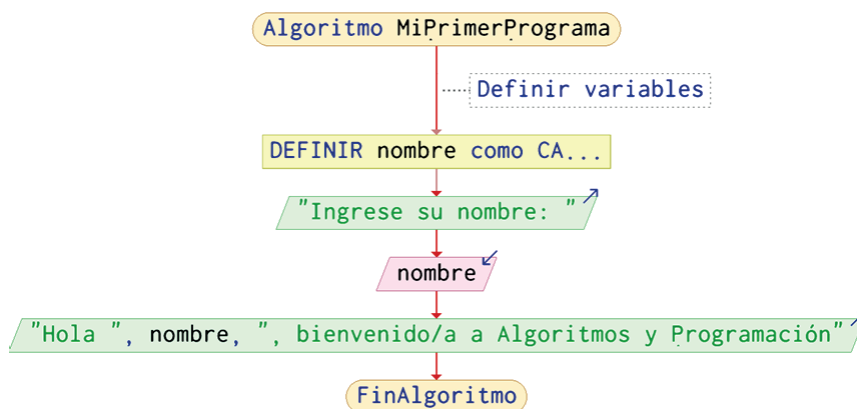 Algoritmo MiPrimerPrograma
Definir variables
DEFINIR nombre como CA...
"Ingrese su nombre: "
nombre
"Hola ", nombre, ", bienvenido/a a Algoritmos y Programación"
FinAlgoritmo